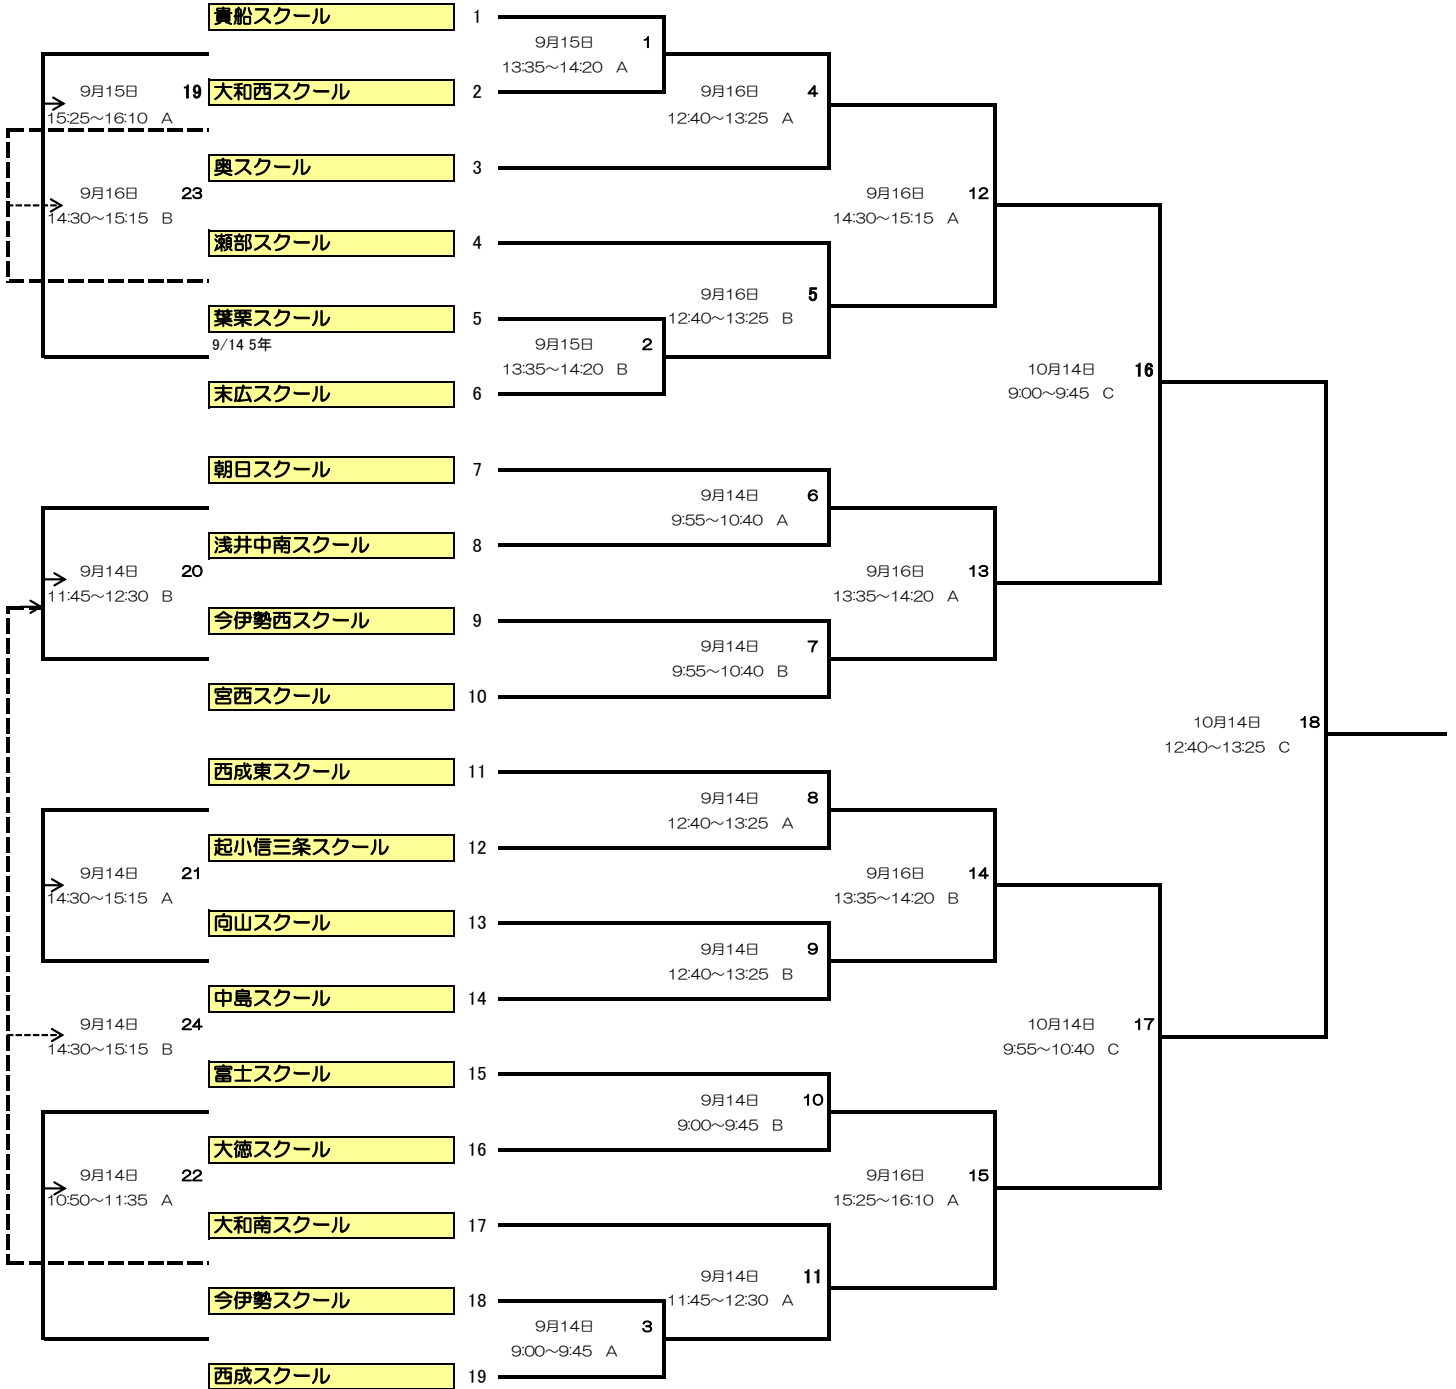 貴船スクール 1
9月15日 1
13:35～14:20 A
9月15日 19 大和西スクール 2 9月16日 4
15:25～16:10 A 12:40～13:25 A
奥スクール 3
9月16日 23 9月16日 12
14:30～15:15 B 14:30～15:15 A
瀬部スクール 4
9月16日 5
葉栗スクール 5 12:40～13:25 B
9/14 5年 9月15日 2
13:35～14:20 B 10月14日 16
末広スクール 6 9:00～9:45 C
朝日スクール 7
9月14日 6
9:55～10:40 A
浅井中南スクール 8
9月14日 20 9月16日 13
11:45～12:30 B 13:35～14:20 A
今伊勢西スクール 9
9月14日 7
9:55～10:40 B
宮西スクール 10
10月14日 18
12:40～13:25 C
西成東スクール 11
9月14日 8
12:40～13:25 A
起小信三条スクール 12
9月14日 21 9月16日 14
14:30～15:15 A 13:35～14:20 B
向山スクール 13
9月14日 9
12:40～13:25 B
中島スクール 14
9月14日 24 10月14日 17
14:30～15:15 B 9:55～10:40 C
富士スクール 15
9月14日 10
9:00～9:45 B
大徳スクール 16
9月14日 22 9月16日 15
10:50～11:35 A 15:25～16:10 A
大和南スクール 17
9月14日 11
今伊勢スクール 18 11:45～12:30 A
9月14日 3
9:00～9:45 A
西成スクール 19